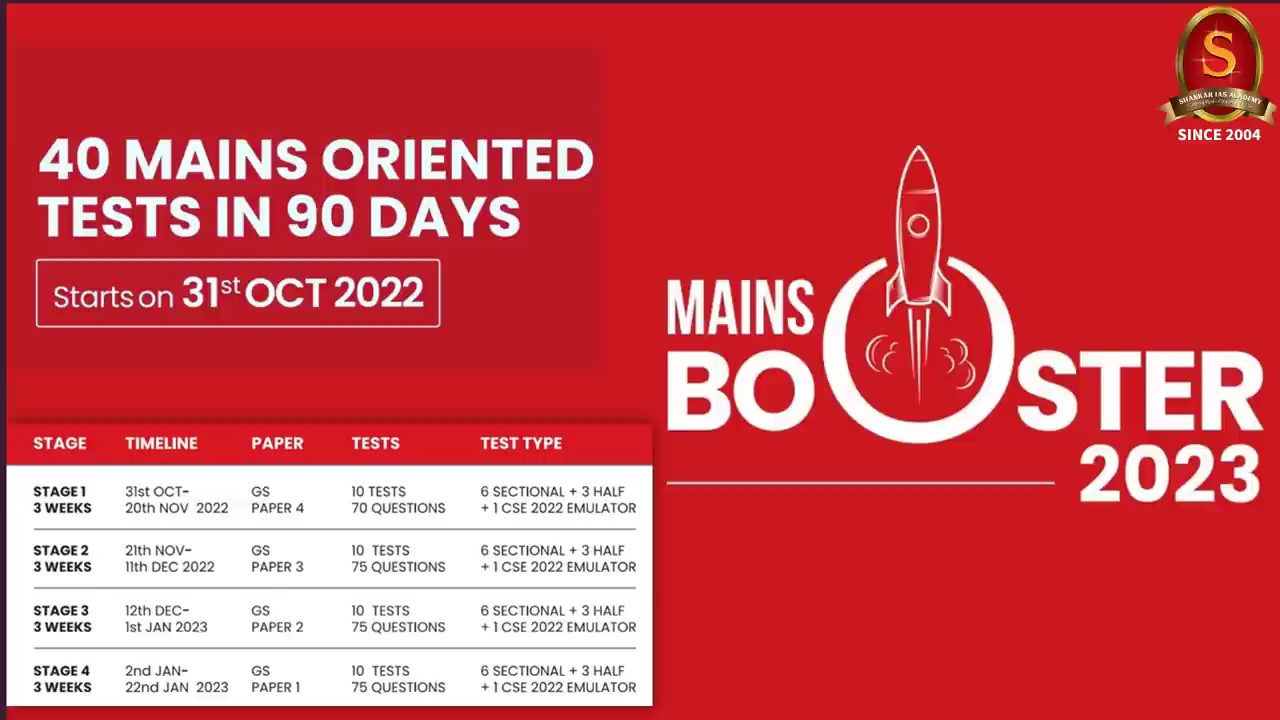 40 MAINS ORIENTED
TESTS IN 90 DAYS
Starts on 31st OCT 2022
S
SHANKAR IAS ACADEMY
SINCE 2004
MAINS
BOOSTER
2023
STAGE TIMELINE PAPER TESTS TEST TYPE
STAGE 1 31st OCT- GS 10 TESTS 6 SECTIONAL + 3 HALF
3 WEEKS 20th NOV 2022 PAPER 4 70 QUESTIONS + 1 CSE 2022 EMULATOR
STAGE 2 21th NOV- GS 10 TESTS 6 SECTIONAL + 3 HALF
3 WEEKS 11th DEC 2022 PAPER 3 75 QUESTIONS + 1 CSE 2022 EMULATOR
STAGE 3 12th DEC- GS 10 TESTS 6 SECTIONAL + 3 HALF
3 WEEKS 1st JAN 2023 PAPER 2 75 QUESTIONS + 1 CSE 2022 EMULATOR
STAGE 4 2nd JAN- GS 10 TESTS 6 SECTIONAL + 3 HALF
3 WEEKS 22nd JAN 2023 PAPER 1 75 QUESTIONS + 1 CSE 2022 EMULATOR